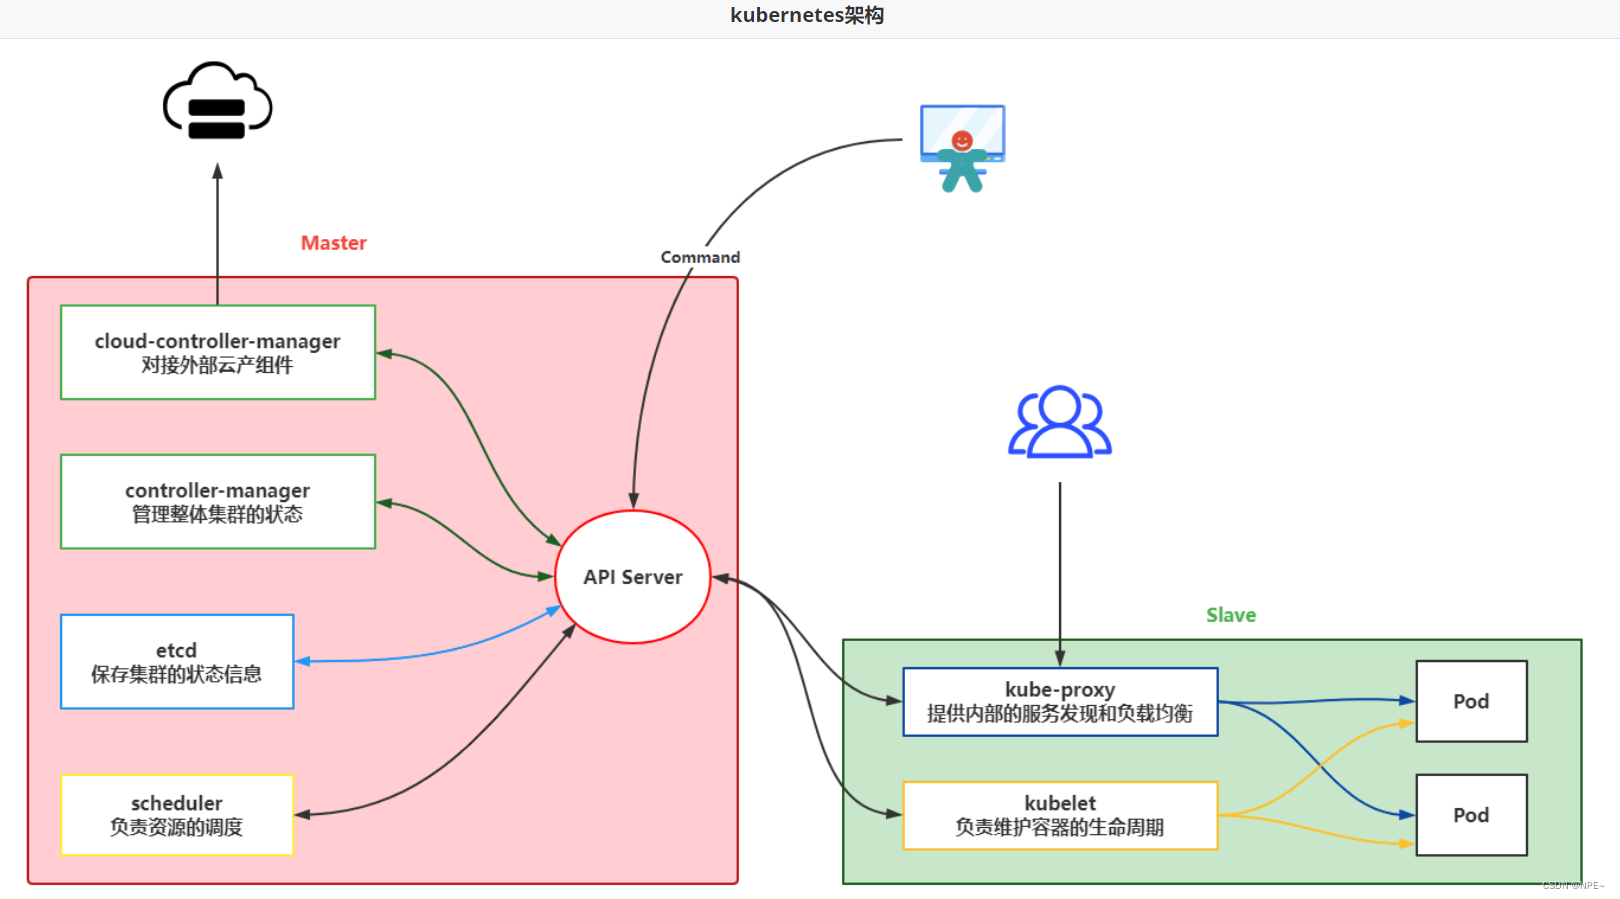 kubernetes架构
Master
Command
cloud-controller-manager
对接外部云产组件
controller-manager
管理整体集群的状态
API Server
etcd
保存集群的状态信息
scheduler
负责资源的调度
Slave
kube-proxy
提供内部的服务发现和负载均衡
Pod
kubelet
负责维护容器的生命周期
Pod
CSDN @NPE~